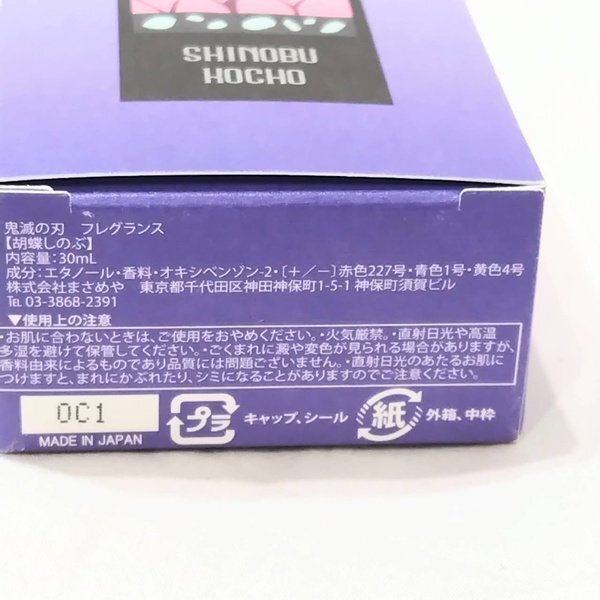 SHINOBU
KOCHO
鬼滅の刃　フレグランス
【胡蝶しのぶ】
内容量：30mL
成分：エタノール・香料・オキシベンゾン-2・〔＋／−〕赤色227号・青色1号・黄色4号
株式会社まさめや　東京都千代田区神田神保町1-5-1 神保町須賀ビル
℡ 03-3868-2391
▼使用上の注意
・お肌に合わないときは、ご使用をおやめください。・火気厳禁。・直射日光や高温
多湿を避けて保管してください。・ごくまれに澱や変色が見られる場合がありますが、
香料由来によるものであり品質には問題ございません。・直射日光のあたるお肌に
つけますと、まれにかぶれたり、シミになることがありますのでご注意ください。
OC1
MADE IN JAPAN
プラ
キャップ、シール
紙
外箱、中枠